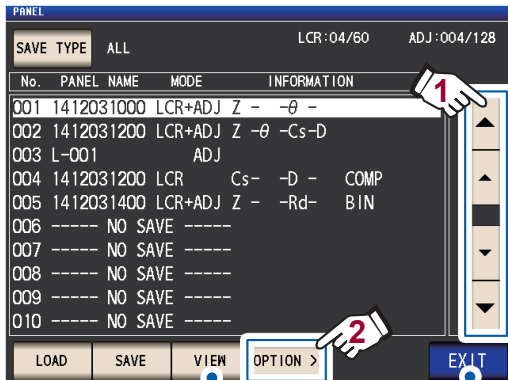 PANEL
SAVE TYPE ALL LCR:04/60 ADJ:004/128
No. PANEL NAME MODE INFORMATION
001 1412031000 LCR+ADJ Z - -θ -
002 1412031200 LCR+ADJ Z -θ -Cs-D
003 L-001 ADJ
004 1412031200 LCR Cs- -D - COMP
005 1412031400 LCR+ADJ Z - -Rd- BIN
006 ----- NO SAVE -----
007 ----- NO SAVE -----
008 ----- NO SAVE -----
009 ----- NO SAVE -----
010 ----- NO SAVE -----
1
2
LOAD SAVE VIEW OPTION > EXIT